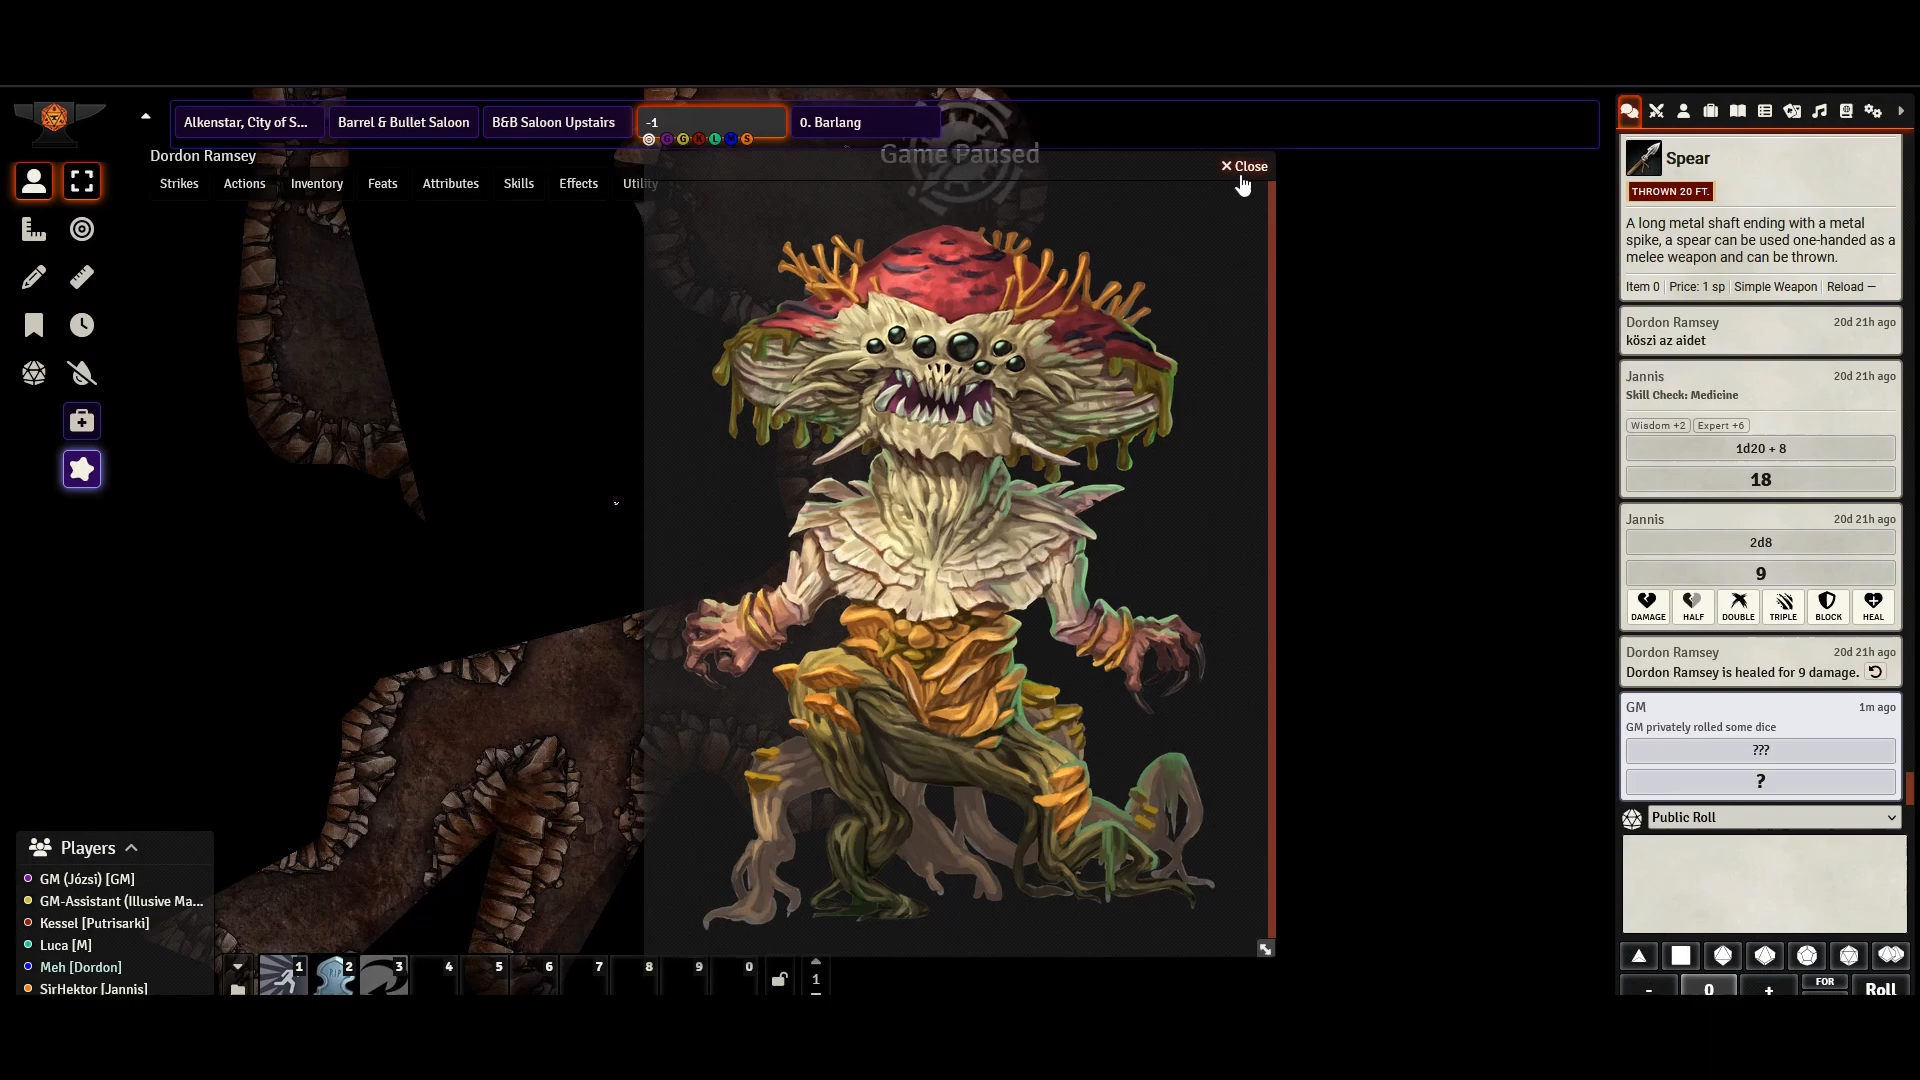 Alkenstar, City of S...
Barrel & Bullet Saloon
B&B Saloon Upstairs
-1
0. Barlang
G G K L M S
Dordon Ramsey
Game Paused
Close
Strikes
Actions
Inventory
Feats
Attributes
Skills
Effects
Utility
Spear
THROWN 20 FT.
A long metal shaft ending with a metal
spike, a spear can be used one-handed as a
melee weapon and can be thrown.
Item 0
Price: 1 sp
Simple Weapon
Reload —
Dordon Ramsey
20d 21h ago
köszi az aidet
Jannis
20d 21h ago
Skill Check: Medicine
Wisdom +2
Expert +6
1d20 + 8
18
Jannis
20d 21h ago
2d8
9
DAMAGE
HALF
DOUBLE
TRIPLE
BLOCK
HEAL
Dordon Ramsey
20d 21h ago
Dordon Ramsey is healed for 9 damage.
GM
1m ago
GM privately rolled some dice
???
?
Public Roll
Players
GM (Józsi) [GM]
GM-Assistant (Illusive Ma...
Kessel [Putrisarki]
Luca [M]
Meh [Dordon]
SirHektor [Jannis]
1
2
3
4
5
6
7
8
9
0
1
-
0
+
FOR
Roll